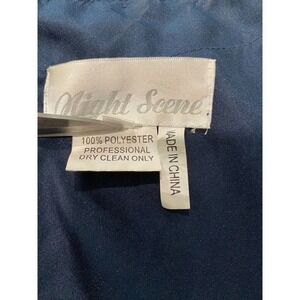 Night Scene
100% POLYESTER
PROFESSIONAL
DRY CLEAN ONLY
MADE IN CHINA